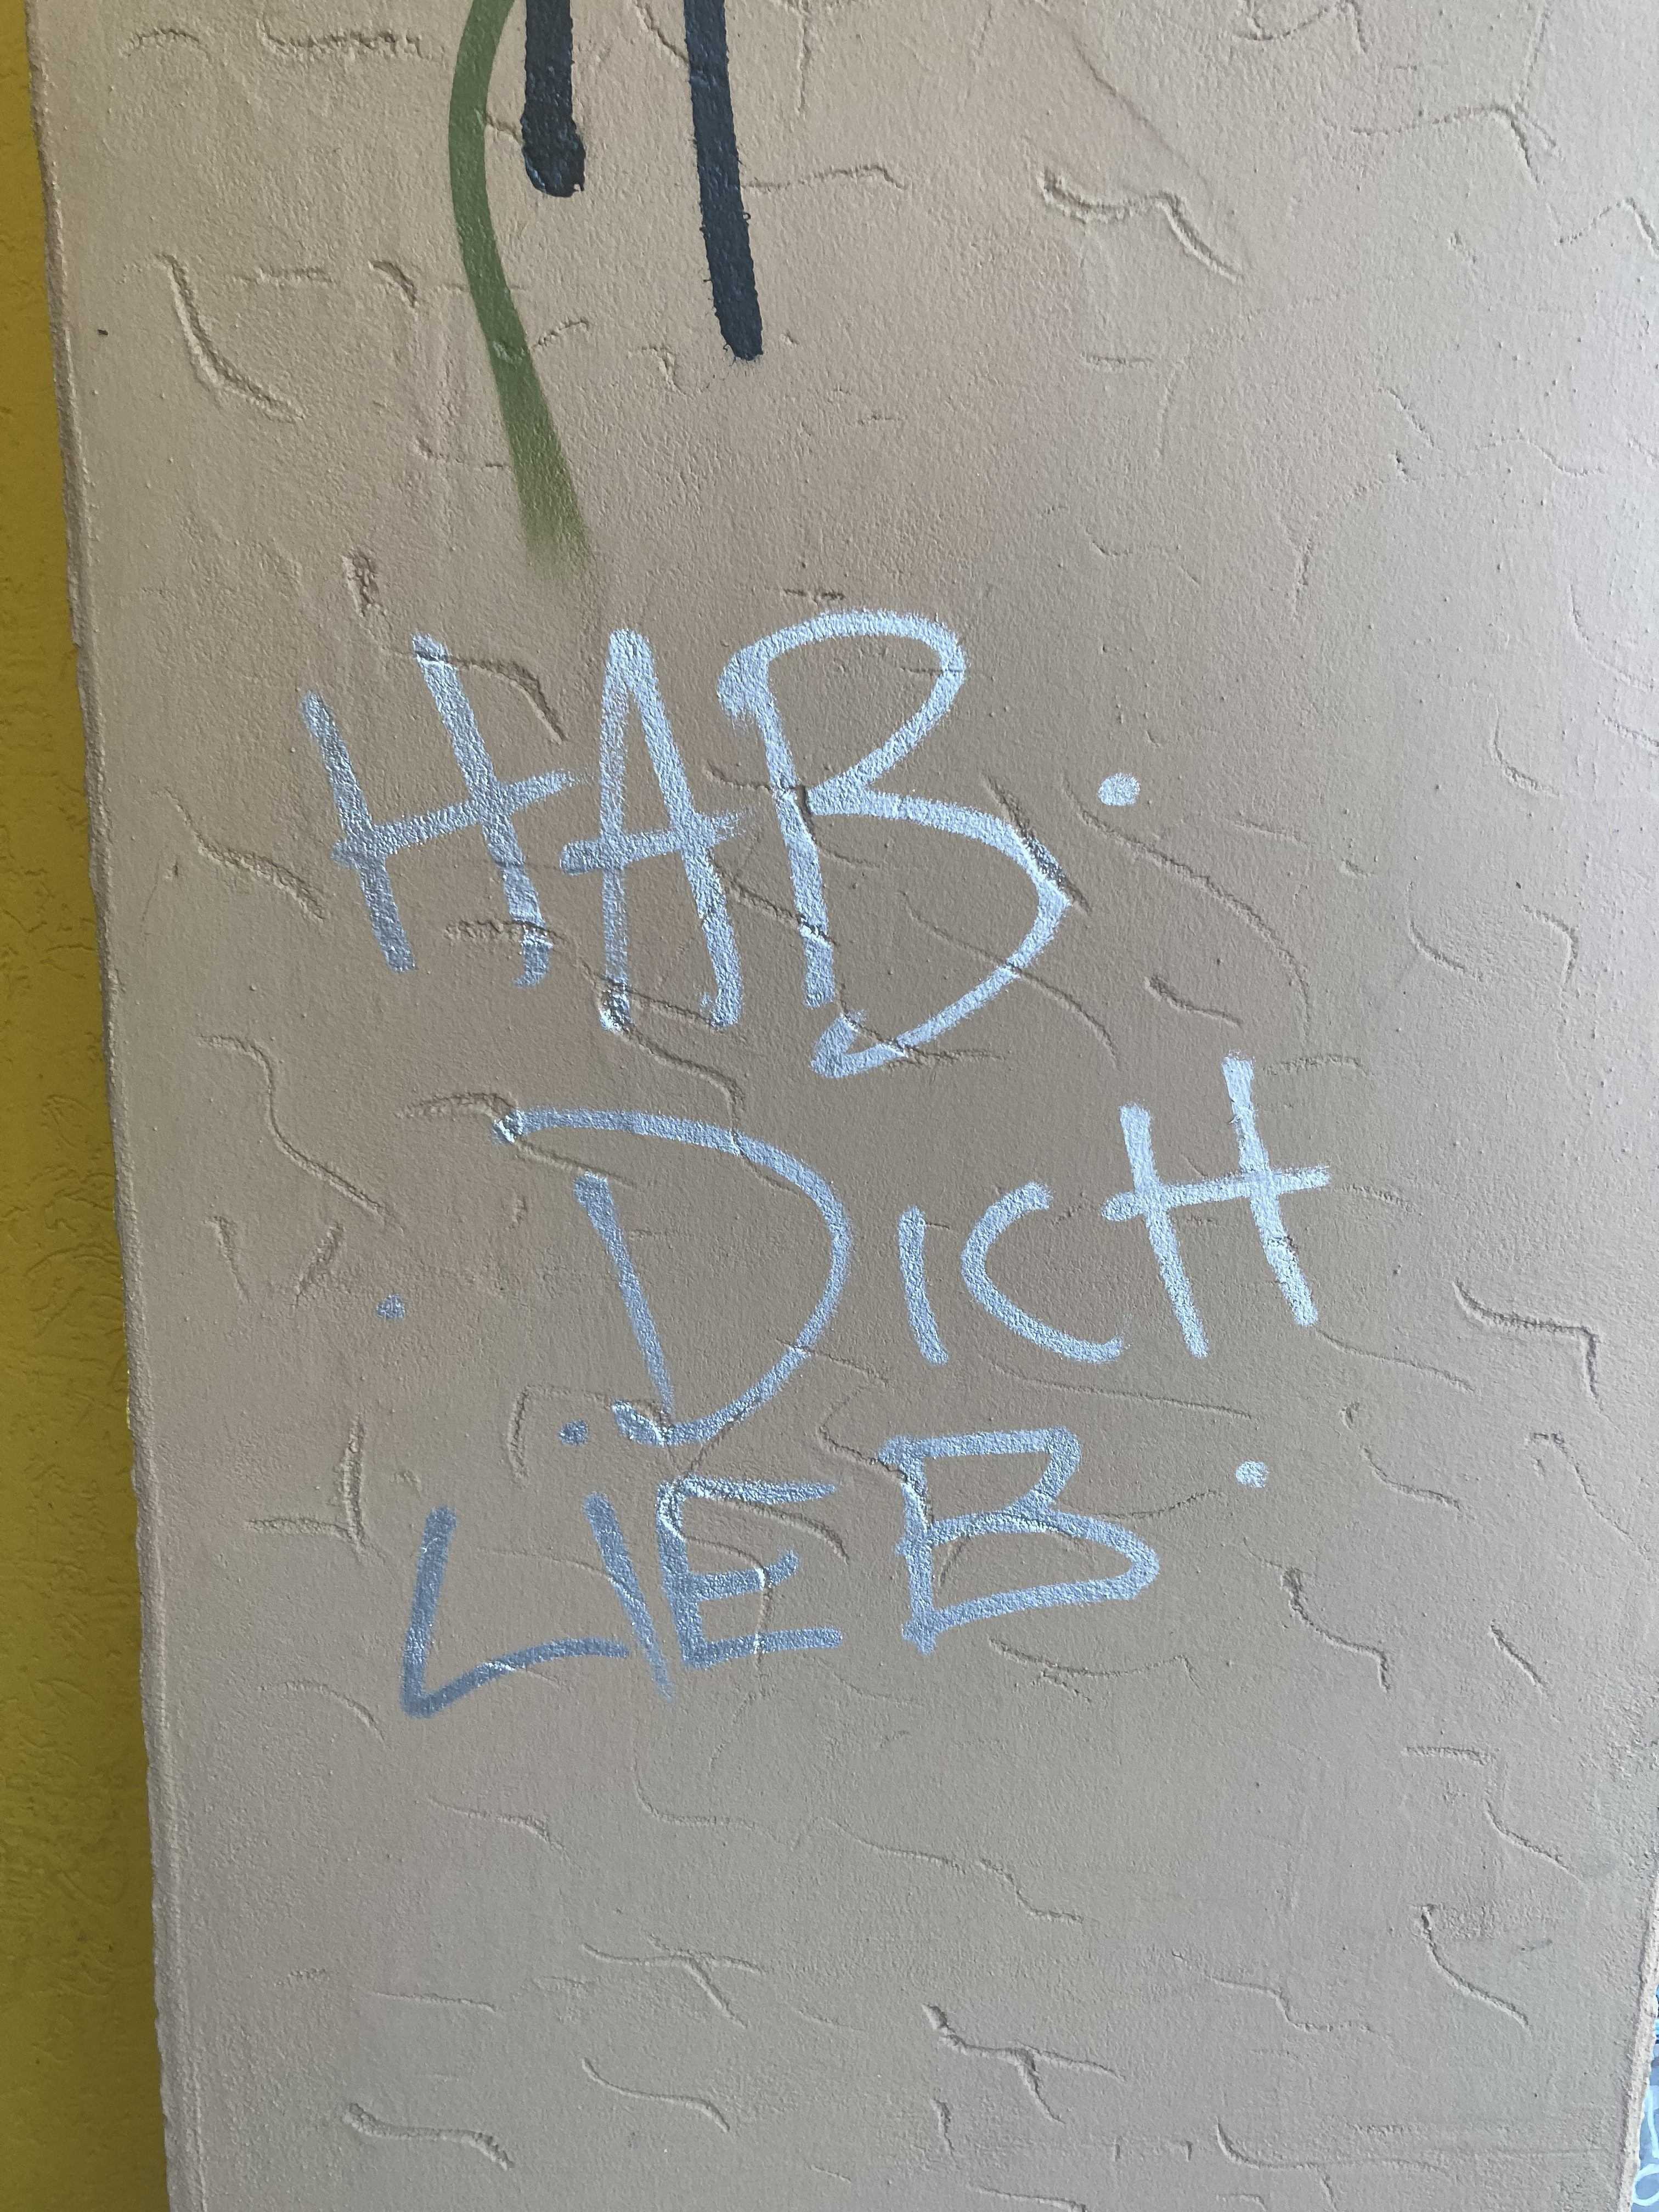 HAB.
DICH
LIEB.